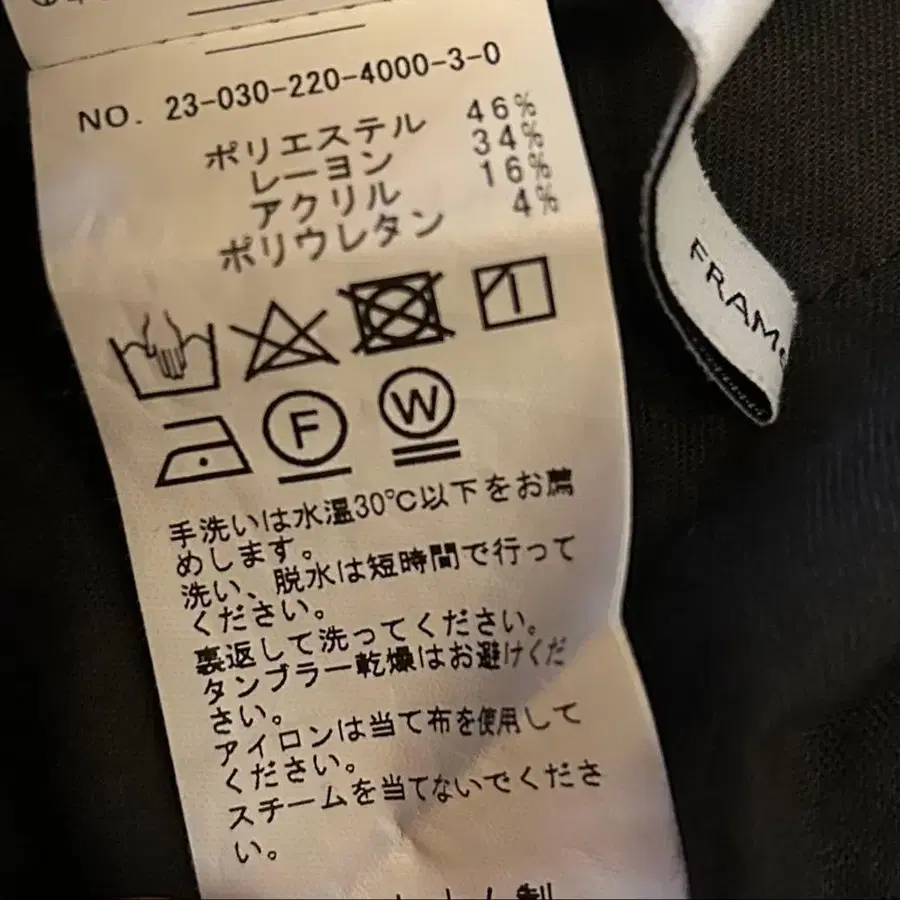 NO. 23-030-220-4000-3-0
ポリエステル 46%
レーヨン 34%
アクリル 16%
ポリウレタン 4%
F
W
手洗いは水温30℃以下をお薦
めします。
洗い、脱水は短時間で行って
ください。
裏返して洗ってください。
タンブラー乾燥はお避けくだ
さい。
アイロンは当て布を使用して
ください。
スチームを当てないでくださ
い。
FRAM